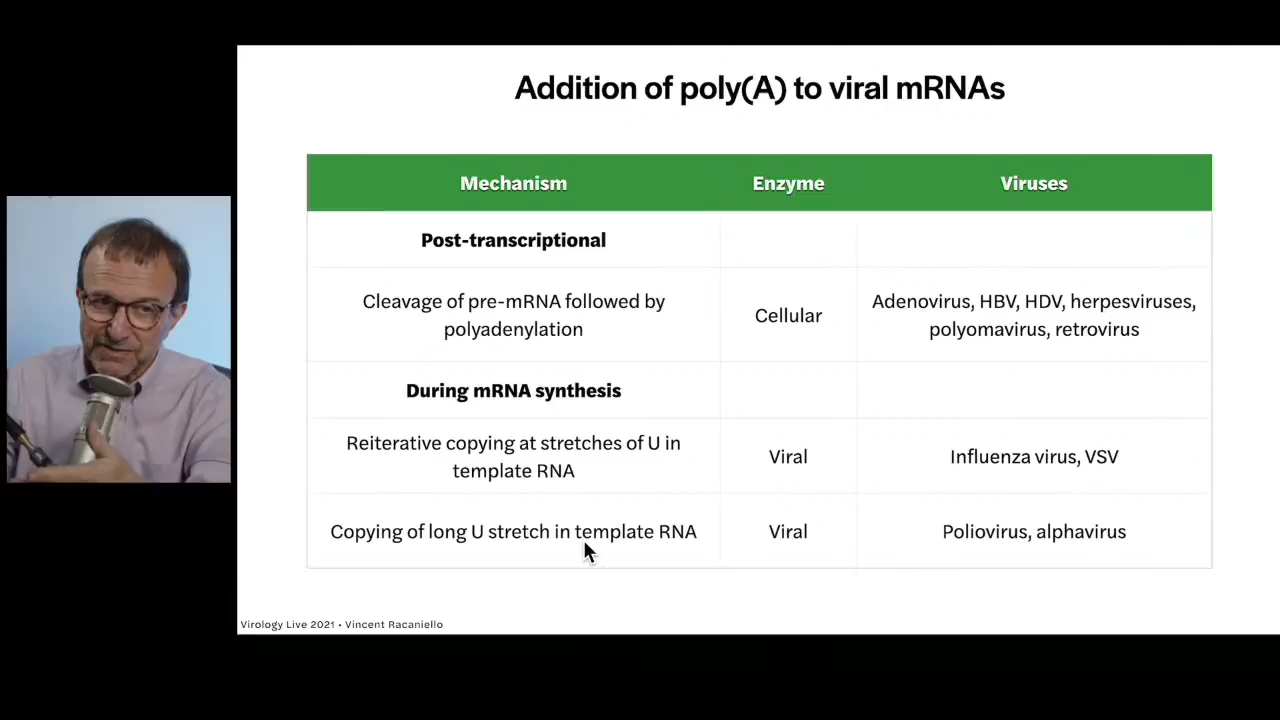 Addition of poly(A) to viral mRNAs
Mechanism Enzyme Viruses
Post-transcriptional
Cleavage of pre-mRNA followed by
polyadenylation
Cellular
Adenovirus, HBV, HDV, herpesviruses,
polyomavirus, retrovirus
During mRNA synthesis
Reiterative copying at stretches of U in
template RNA
Viral
Influenza virus, VSV
Copying of long U stretch in template RNA
Viral
Poliovirus, alphavirus
Virology Live 2021 • Vincent Racaniello